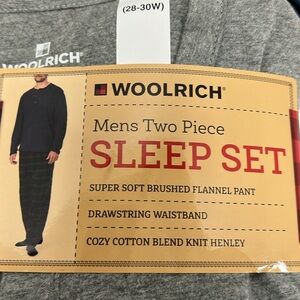 (28-30W)
WOOLRICH
WOOLRICH®
Mens Two Piece
SLEEP SET
SUPER SOFT BRUSHED FLANNEL PANT
DRAWSTRING WAISTBAND
COZY COTTON BLEND KNIT HENLEY